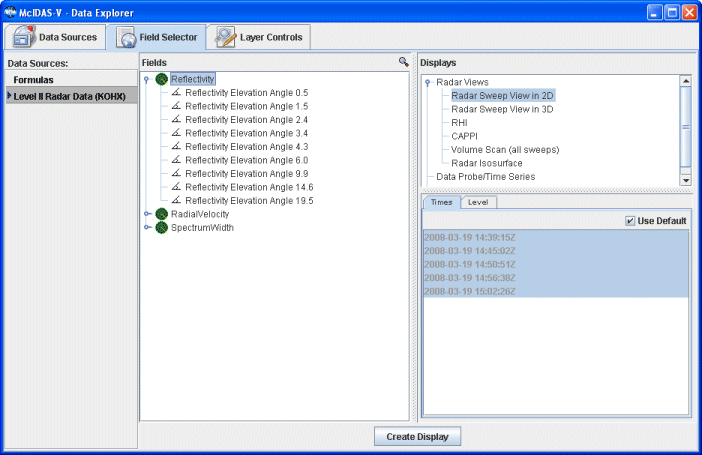 McIDAS-V - Data Explorer
Data Sources
Field Selector
Layer Controls
Data Sources:
Formulas
Level II Radar Data (KOHX)
Fields
Reflectivity
Reflectivity Elevation Angle 0.5
Reflectivity Elevation Angle 1.5
Reflectivity Elevation Angle 2.4
Reflectivity Elevation Angle 3.4
Reflectivity Elevation Angle 4.3
Reflectivity Elevation Angle 6.0
Reflectivity Elevation Angle 9.9
Reflectivity Elevation Angle 14.6
Reflectivity Elevation Angle 19.5
RadialVelocity
SpectrumWidth
Displays
Radar Views
Radar Sweep View in 2D
Radar Sweep View in 3D
RHI
CAPPI
Volume Scan (all sweeps)
Radar Isosurface
Data Probe/Time Series
Times
Level
Use Default
2008-03-19 14:39:15Z
2008-03-19 14:45:02Z
2008-03-19 14:50:51Z
2008-03-19 14:56:38Z
2008-03-19 15:02:26Z
Create Display